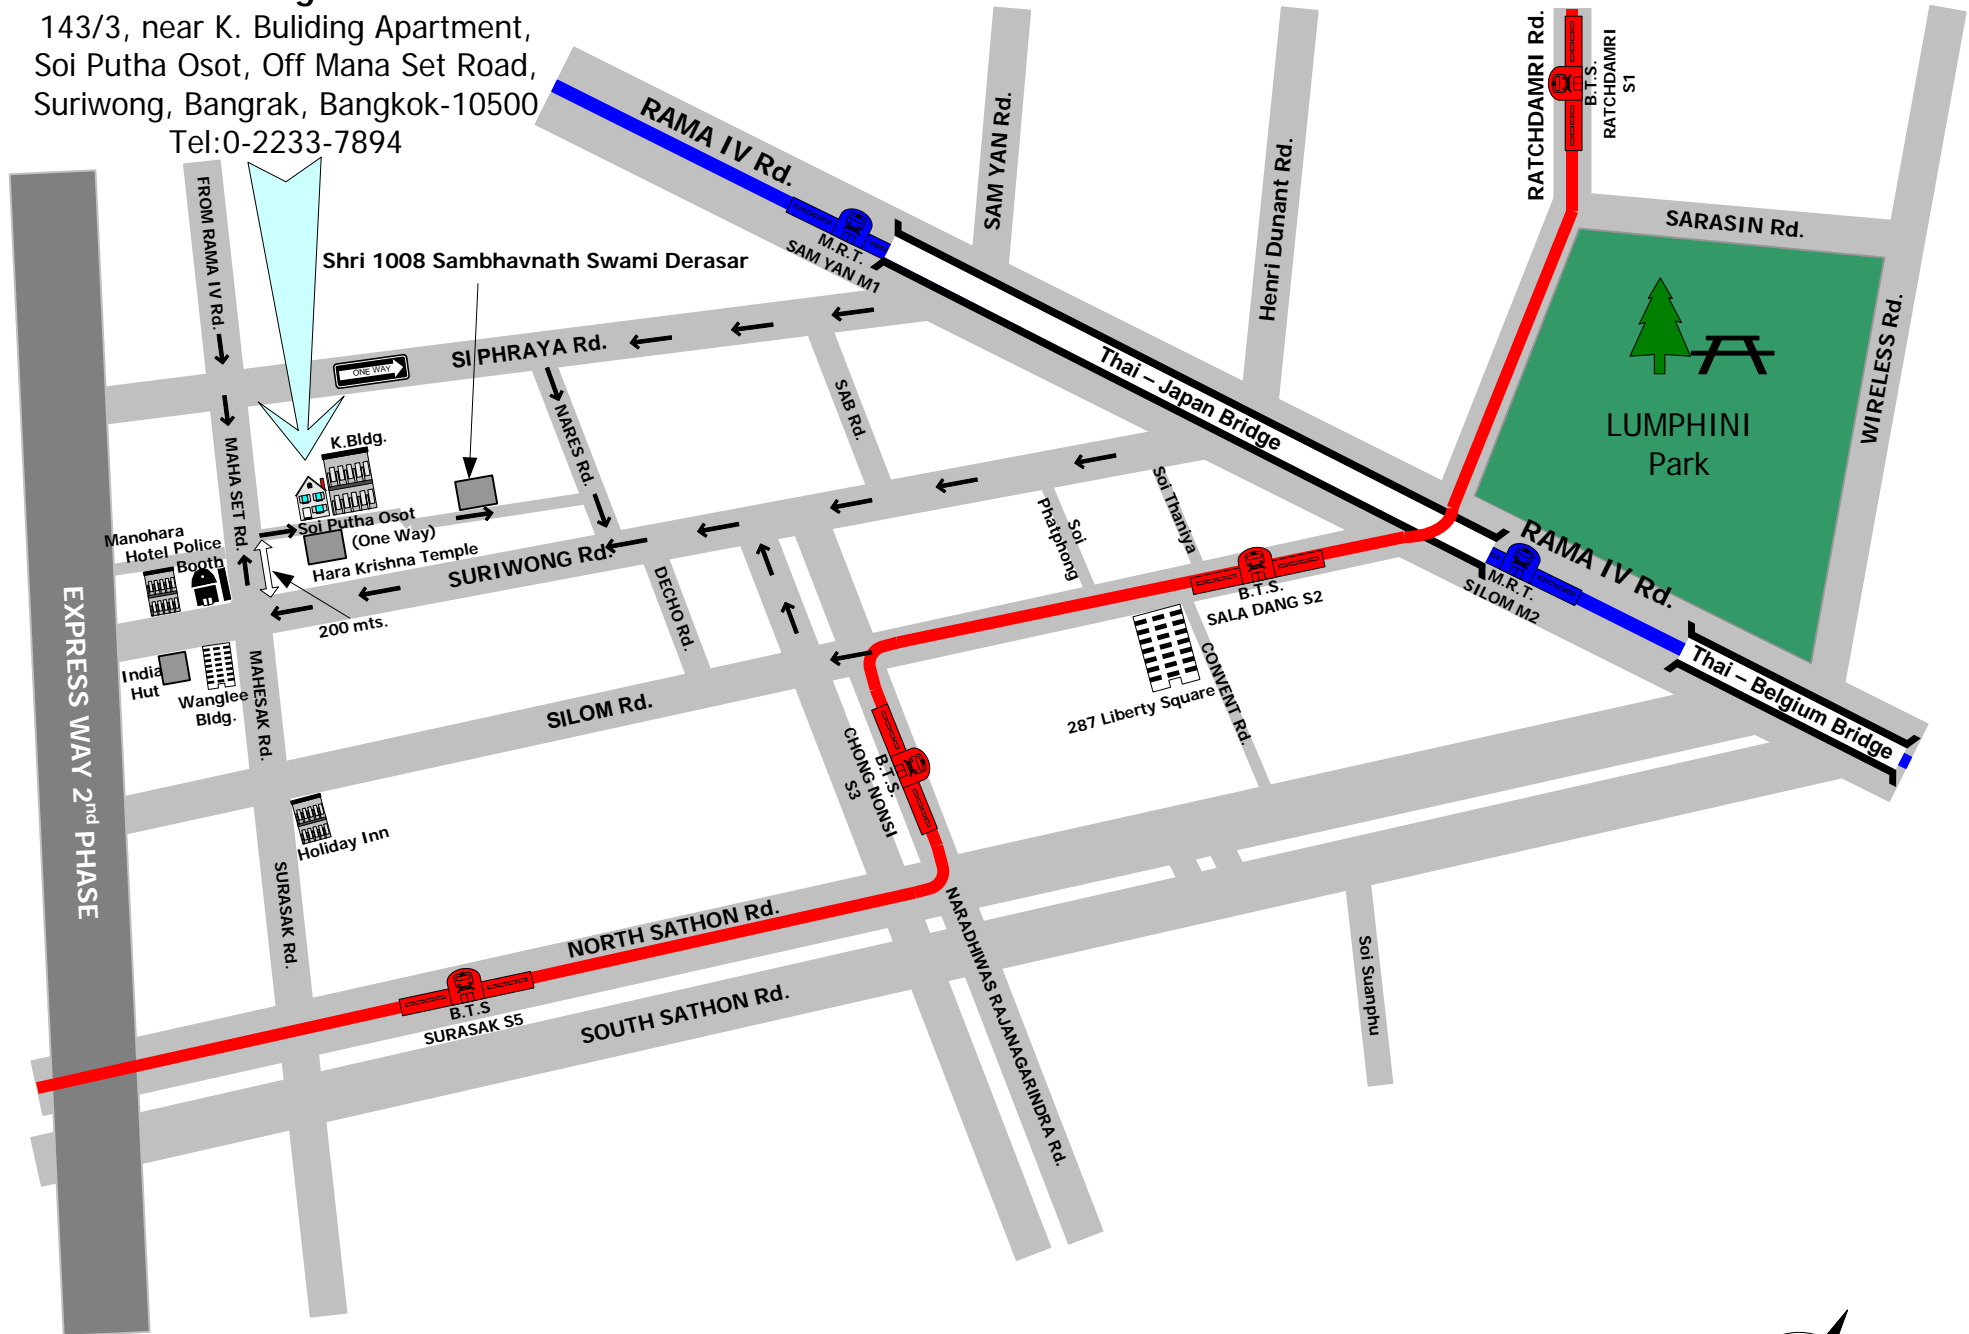 143/3, near K. Buliding Apartment,
Soi Putha Osot, Off Mana Set Road,
Suriwong, Bangrak, Bangkok-10500
Tel:0-2233-7894
FROM RAMA IV Rd.
RAMA IV Rd.
M.R.T.
SAM YAN M1
SAM YAN Rd.
Henri Dunant Rd.
RATCHDAMRI Rd.
B.T.S.
RATCHDAMRI
S1
SARASIN Rd.
WIRELESS Rd.
LUMPHINI
Park
Shri 1008 Sambhavnath Swami Derasar
SI PHRAYA Rd.
ONE WAY
Thai – Japan Bridge
SAB Rd.
NARES Rd.
K.Bldg.
MAHA SET Rd.
Soi Putha Osot
(One Way)
Hara Krishna Temple
Manohara
Hotel
Police
Booth
SURIWONG Rd.
200 mts.
DECHO Rd.
Soi
Phatphong
Soi Thaniya
B.T.S.
SALA DANG S2
RAMA IV Rd.
M.R.T.
SILOM M2
Thai – Belgium Bridge
EXPRESS WAY 2nd PHASE
India
Hut
Wanglee
Bldg.
MAHESAK Rd.
SILOM Rd.
287 Liberty Square
CONVENT Rd.
B.T.S.
CHONG NONSI
S3
Holiday Inn
SURASAK Rd.
NORTH SATHON Rd.
B.T.S
SURASAK S5
SOUTH SATHON Rd.
NARADHIWAS RAJANAGARINDRA Rd.
Soi Suanphu